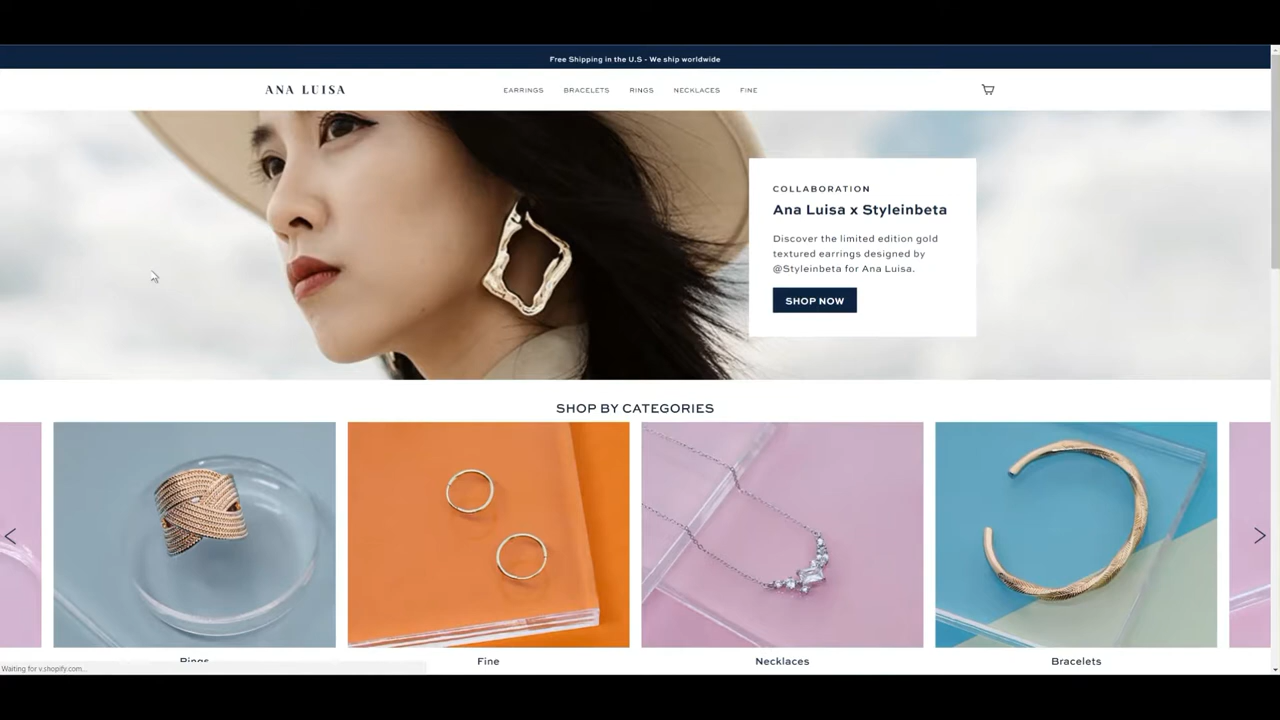 Free Shipping in the U.S - We ship worldwide
ANA LUISA
EARRINGS BRACELETS RINGS NECKLACES FINE
COLLABORATION
Ana Luisa x Styleinbeta
Discover the limited edition gold
textured earrings designed by
@Styleinbeta for Ana Luisa.
SHOP NOW
SHOP BY CATEGORIES
Rings Fine Necklaces Bracelets
Waiting for v.shopify.com...